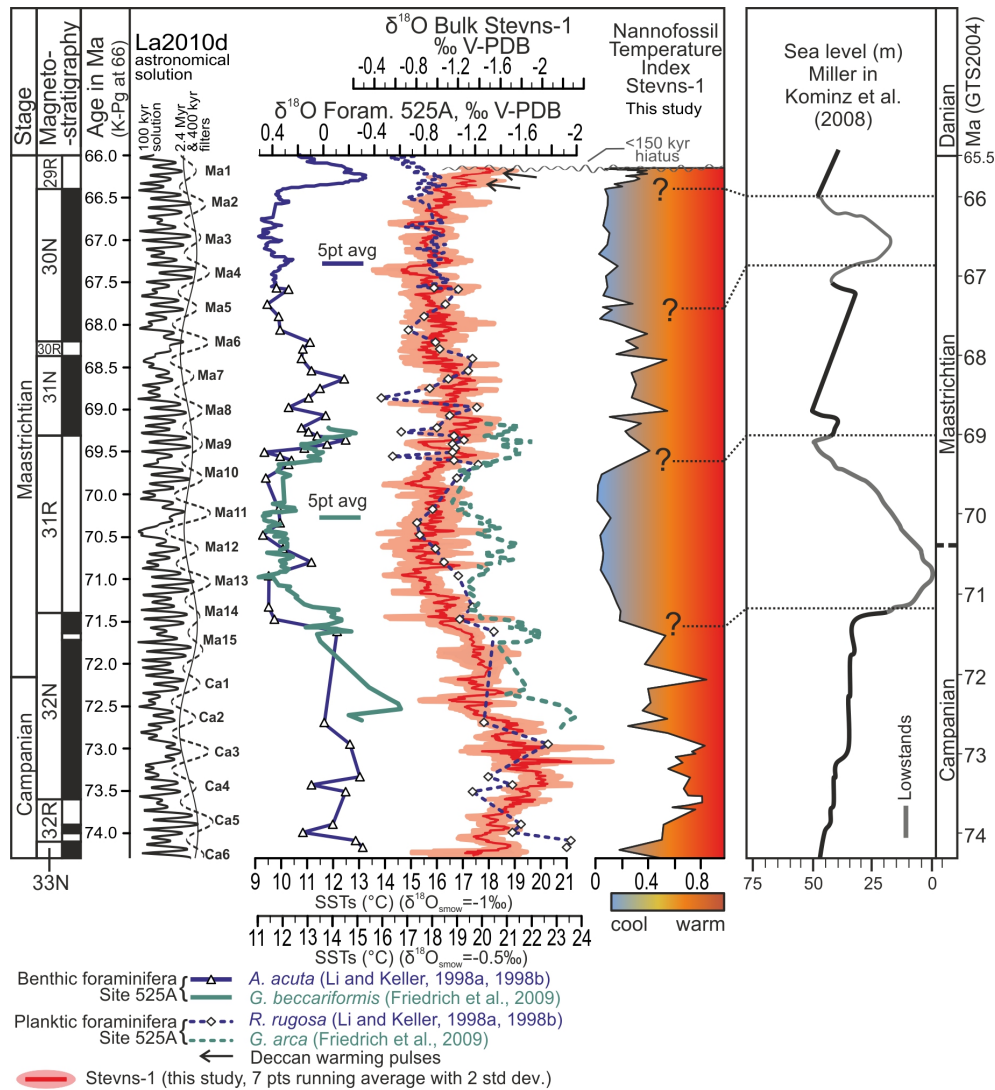 δ18O Bulk Stevns-1
‰ V-PDB
-0.4 -0.8 -1.2 -1.6 -2
δ18O Foram. 525A, ‰ V-PDB
0.4 0 -0.4 -0.8 -1.2 -1.6 -2
Stage
Magneto-
-stratigraphy
Age in Ma
(K-Pg at 66)
La2010d
astronomical
solution
100 kyr
solution
2.4 Myr
& 400 kyr
filters
Nannofossil
Temperature
Index
Stevns-1
This study
<150 kyr
hiatus
Sea level (m)
Miller in
Kominz et al.
(2008)
Danian
Ma (GTS2004)
Maastrichtian
Campanian
29R
30N
30R
31N
31R
32N
32R
33N
66.0
66.5
67.0
67.5
68.0
68.5
69.0
69.5
70.0
70.5
71.0
71.5
72.0
72.5
73.0
73.5
74.0
Ma1
Ma2
Ma3
Ma4
Ma5
Ma6
Ma7
Ma8
Ma9
Ma10
Ma11
Ma12
Ma13
Ma14
Ma15
Ca1
Ca2
Ca3
Ca4
Ca5
Ca6
5pt avg
5pt avg
?
?
?
?
Maastrichtian
Campanian
65.5
66
67
68
69
70
71
72
73
74
Lowstands
9 10 11 12 13 14 15 16 17 18 19 20 21
SSTs (°C) (δ18Osmow=-1‰)
11 12 13 14 15 16 17 18 19 20 21 22 23 24
SSTs (°C) (δ18Osmow=-0.5‰)
0 0.4 0.8
cool warm
75 50 25 0
Benthic foraminifera
Site 525A
A. acuta (Li and Keller, 1998a, 1998b)
G. beccariformis (Friedrich et al., 2009)
Planktic foraminifera
Site 525A
R. rugosa (Li and Keller, 1998a, 1998b)
G. arca (Friedrich et al., 2009)
Deccan warming pulses
Stevns-1 (this study, 7 pts running average with 2 std dev.)